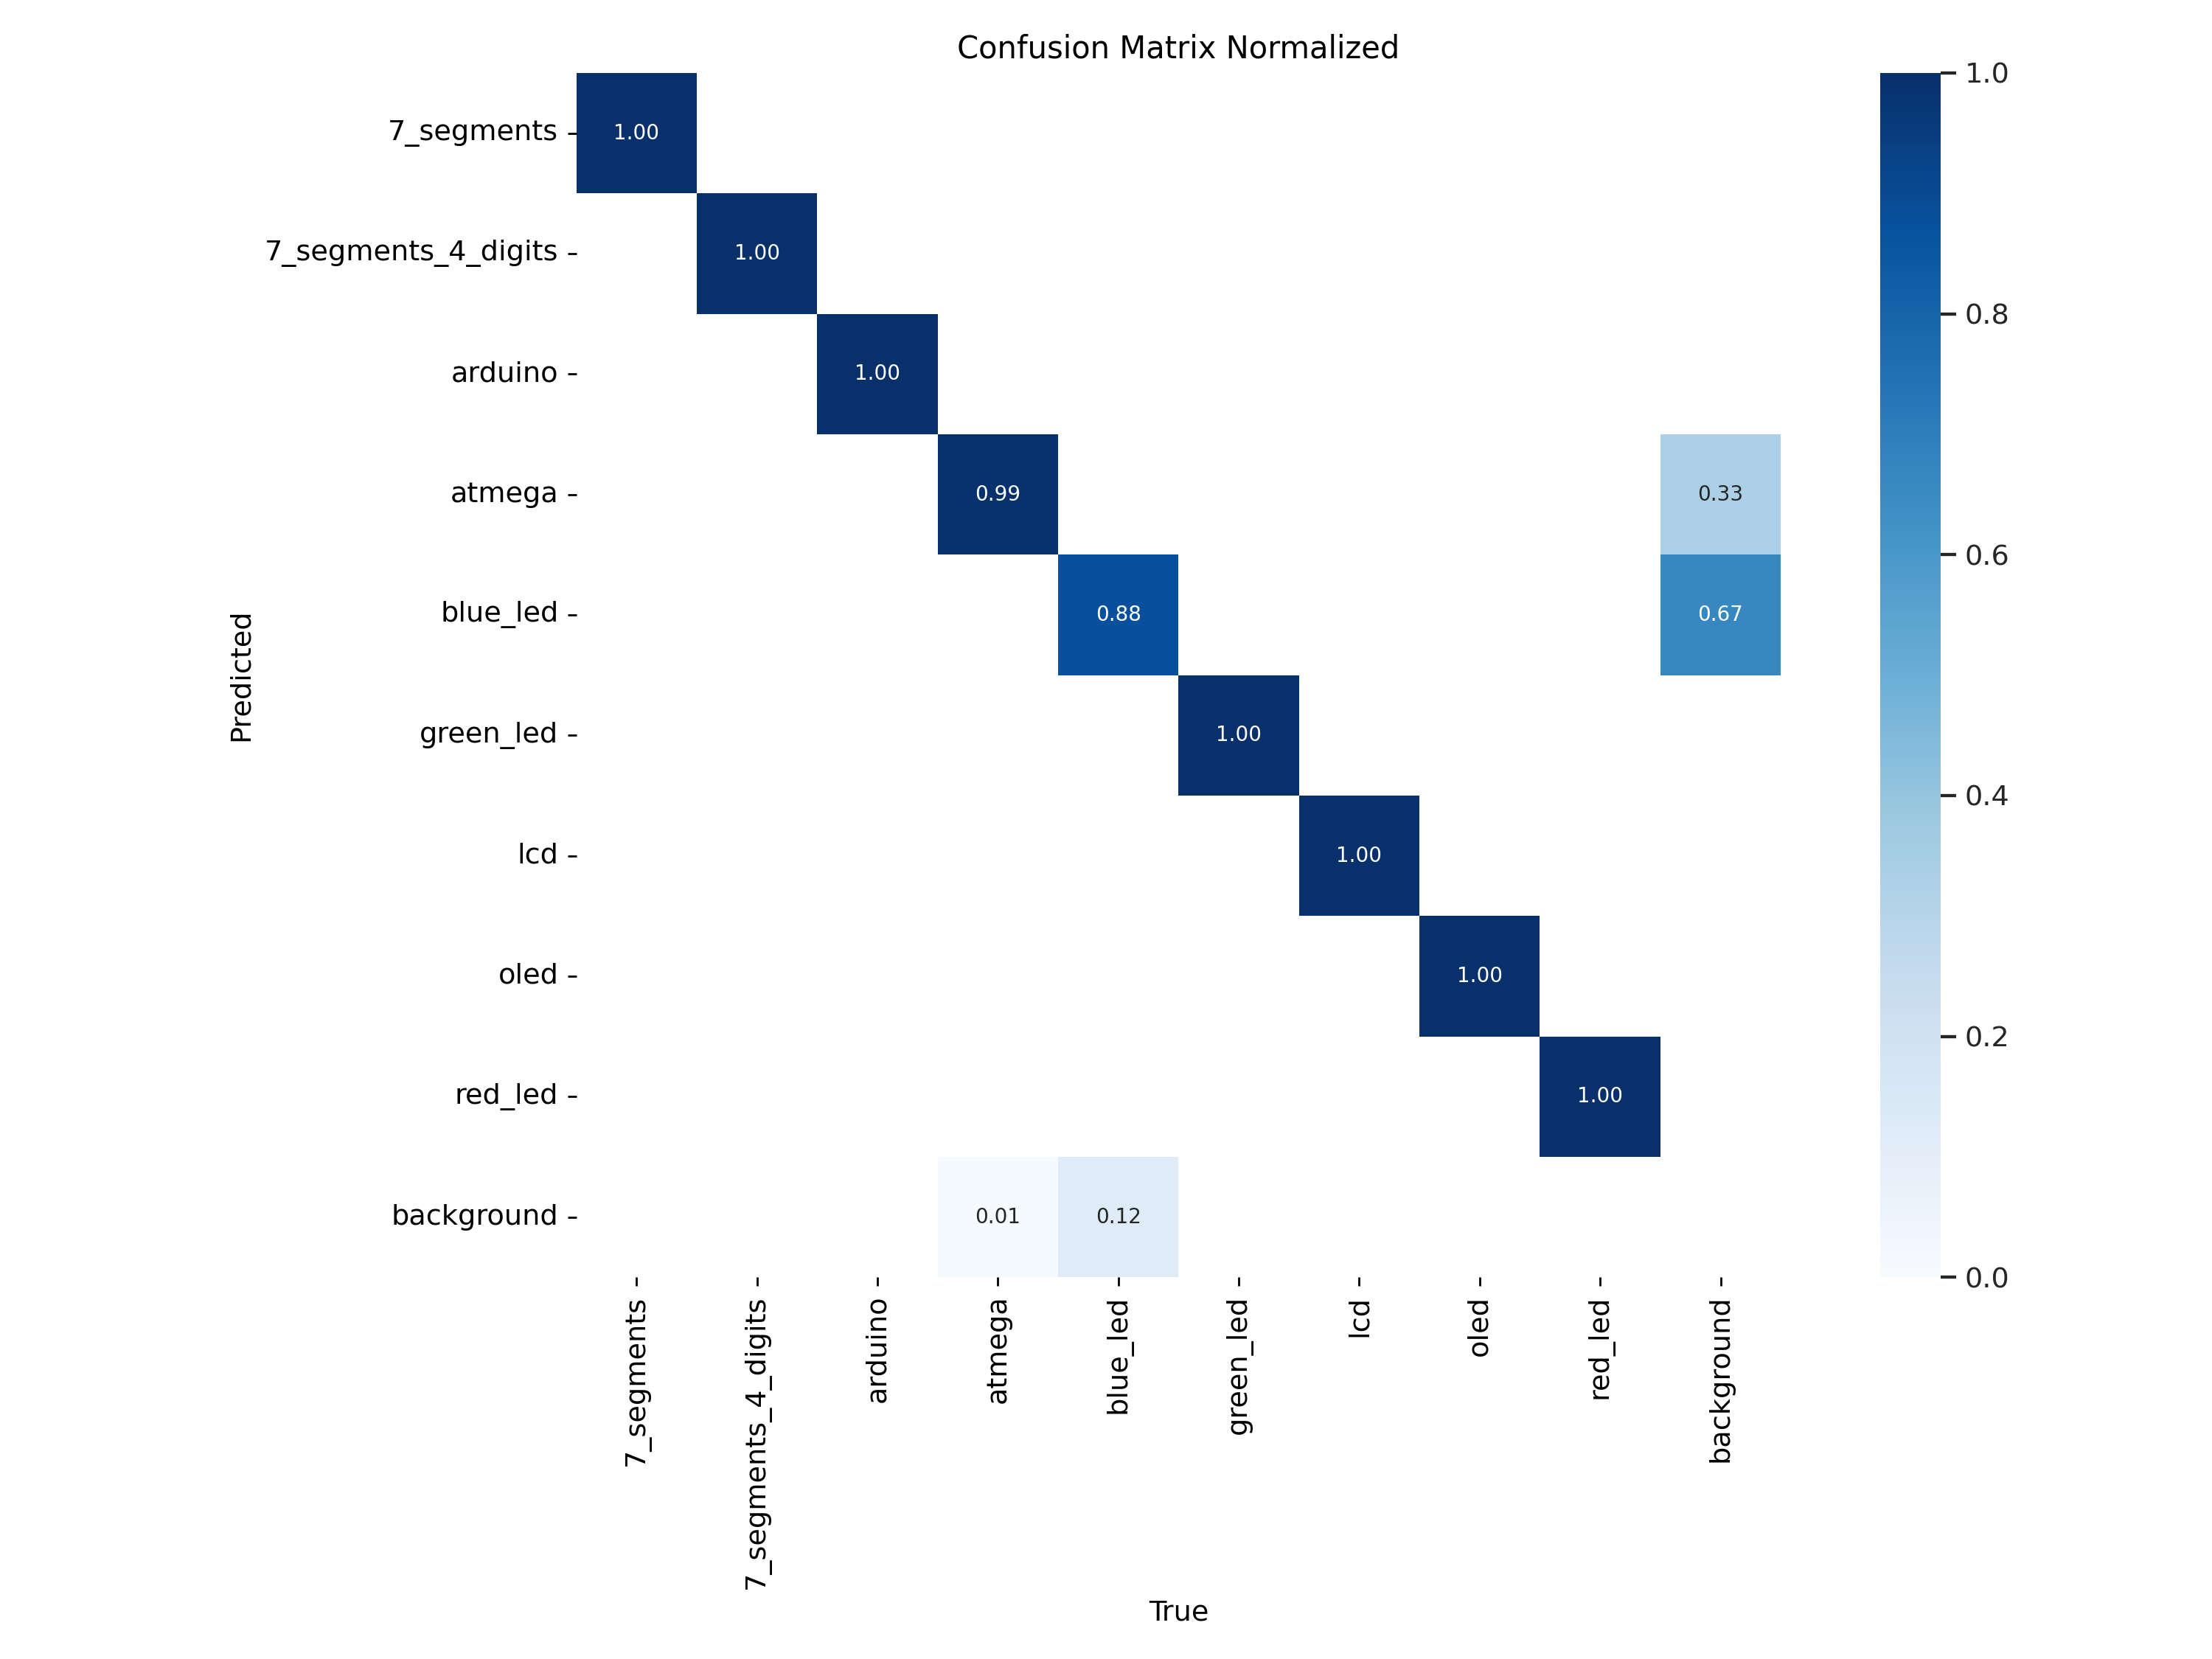 Confusion Matrix Normalized
7_segments
1.00
7_segments_4_digits
1.00
arduino
1.00
atmega
0.99
0.33
blue_led
0.88
0.67
green_led
1.00
lcd
1.00
oled
1.00
red_led
1.00
background
0.01
0.12
Predicted
7_segments
7_segments_4_digits
arduino
atmega
blue_led
green_led
lcd
oled
red_led
background
True
1.0
0.8
0.6
0.4
0.2
0.0